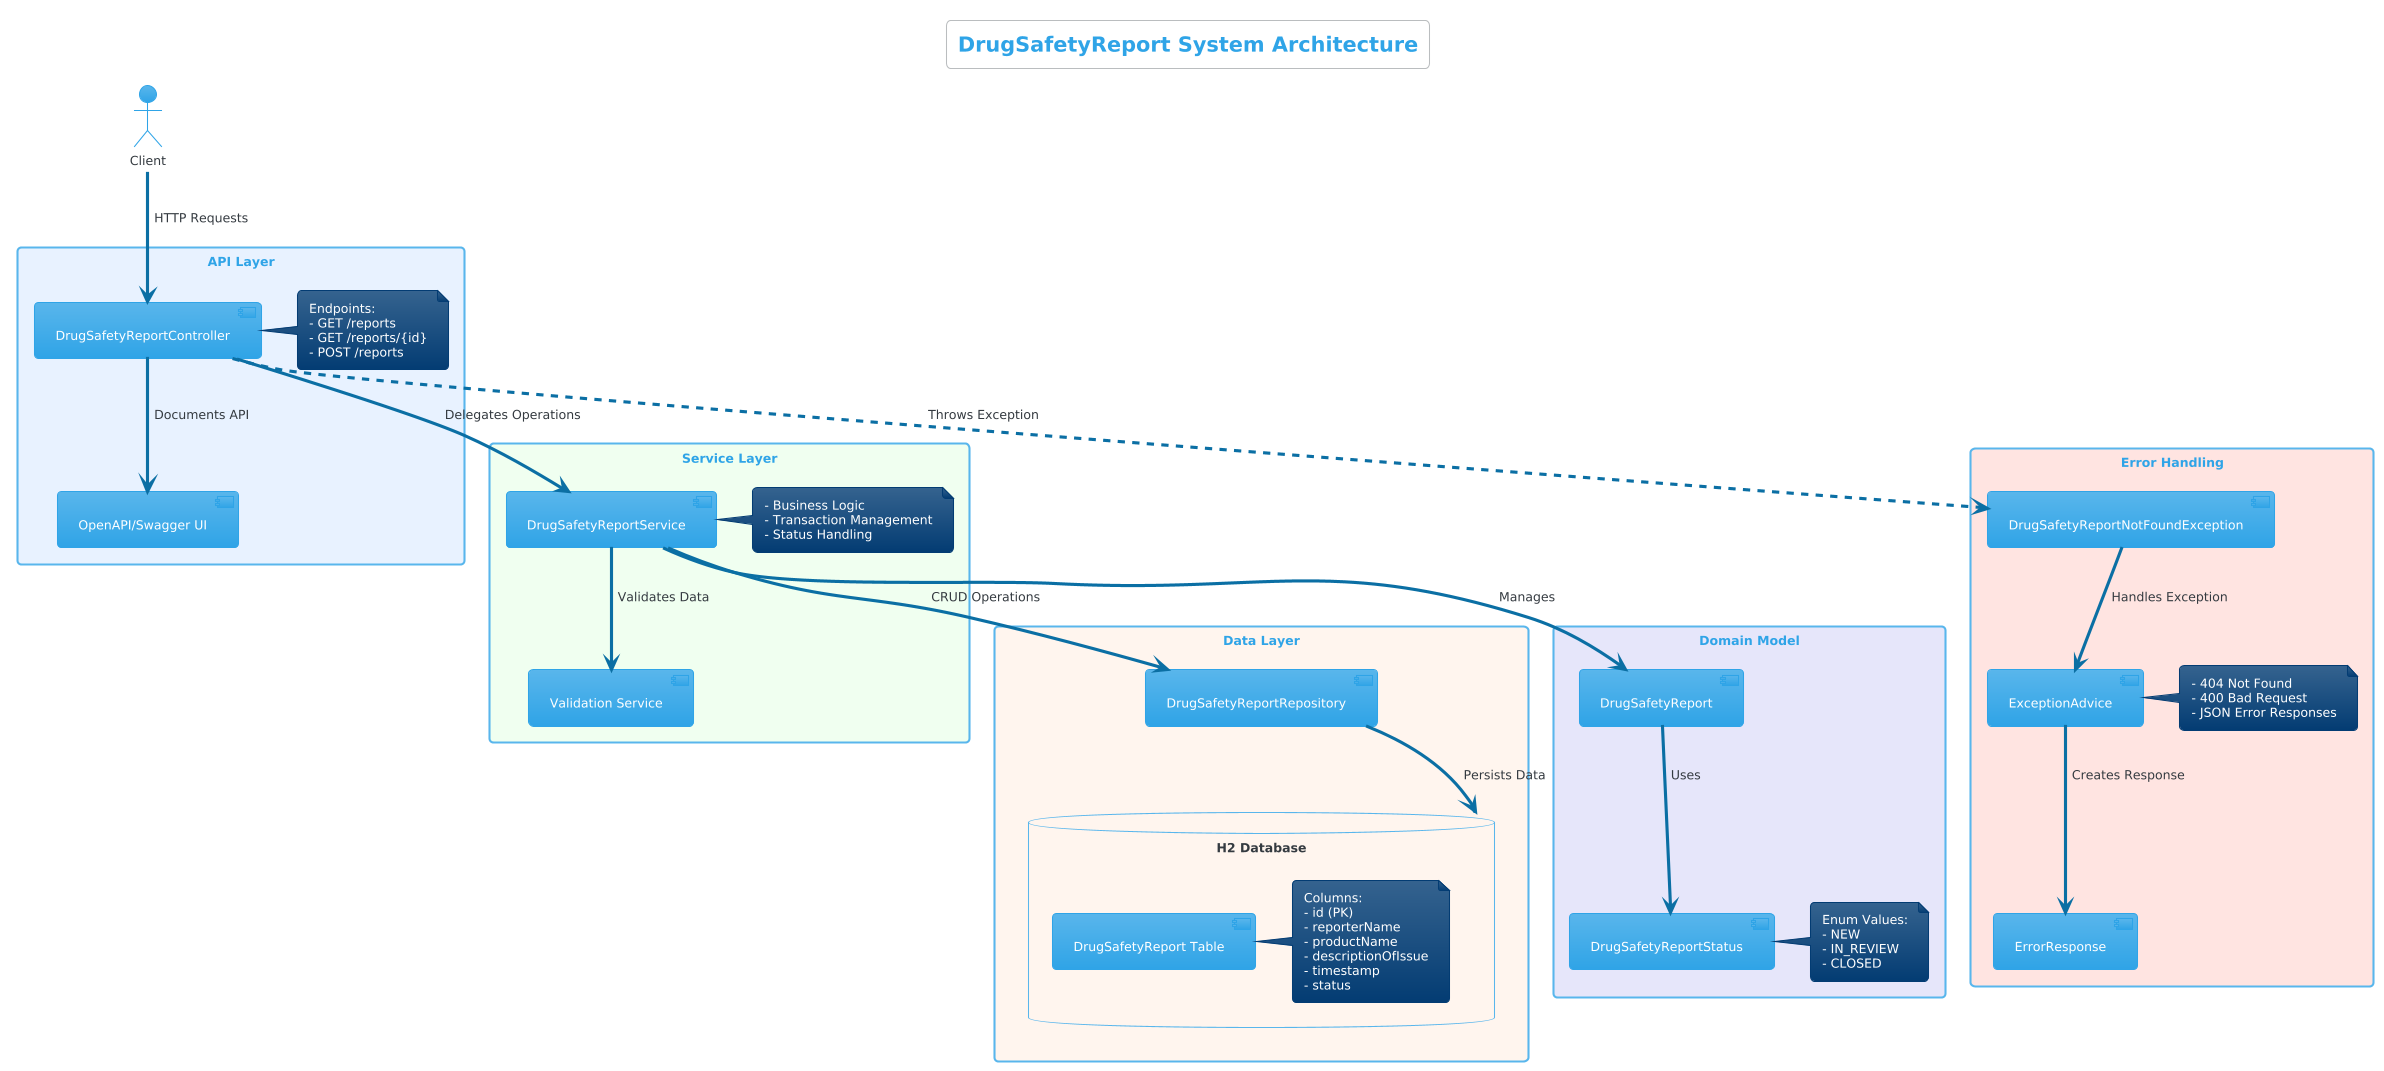 DrugSafetyReport System Architecture
Client
HTTP Requests
API Layer
DrugSafetyReportController
Endpoints:
- GET /reports
- GET /reports/{id}
- POST /reports
Documents API
Delegates Operations
Throws Exception
OpenAPI/Swagger UI
Service Layer
DrugSafetyReportService
- Business Logic
- Transaction Management
- Status Handling
Validates Data
CRUD Operations
Manages
Validation Service
Data Layer
DrugSafetyReportRepository
Persists Data
H2 Database
DrugSafetyReport Table
Columns:
- id (PK)
- reporterName
- productName
- descriptionOfIssue
- timestamp
- status
Domain Model
DrugSafetyReport
Uses
DrugSafetyReportStatus
Enum Values:
- NEW
- IN_REVIEW
- CLOSED
Error Handling
DrugSafetyReportNotFoundException
Handles Exception
ExceptionAdvice
- 404 Not Found
- 400 Bad Request
- JSON Error Responses
Creates Response
ErrorResponse